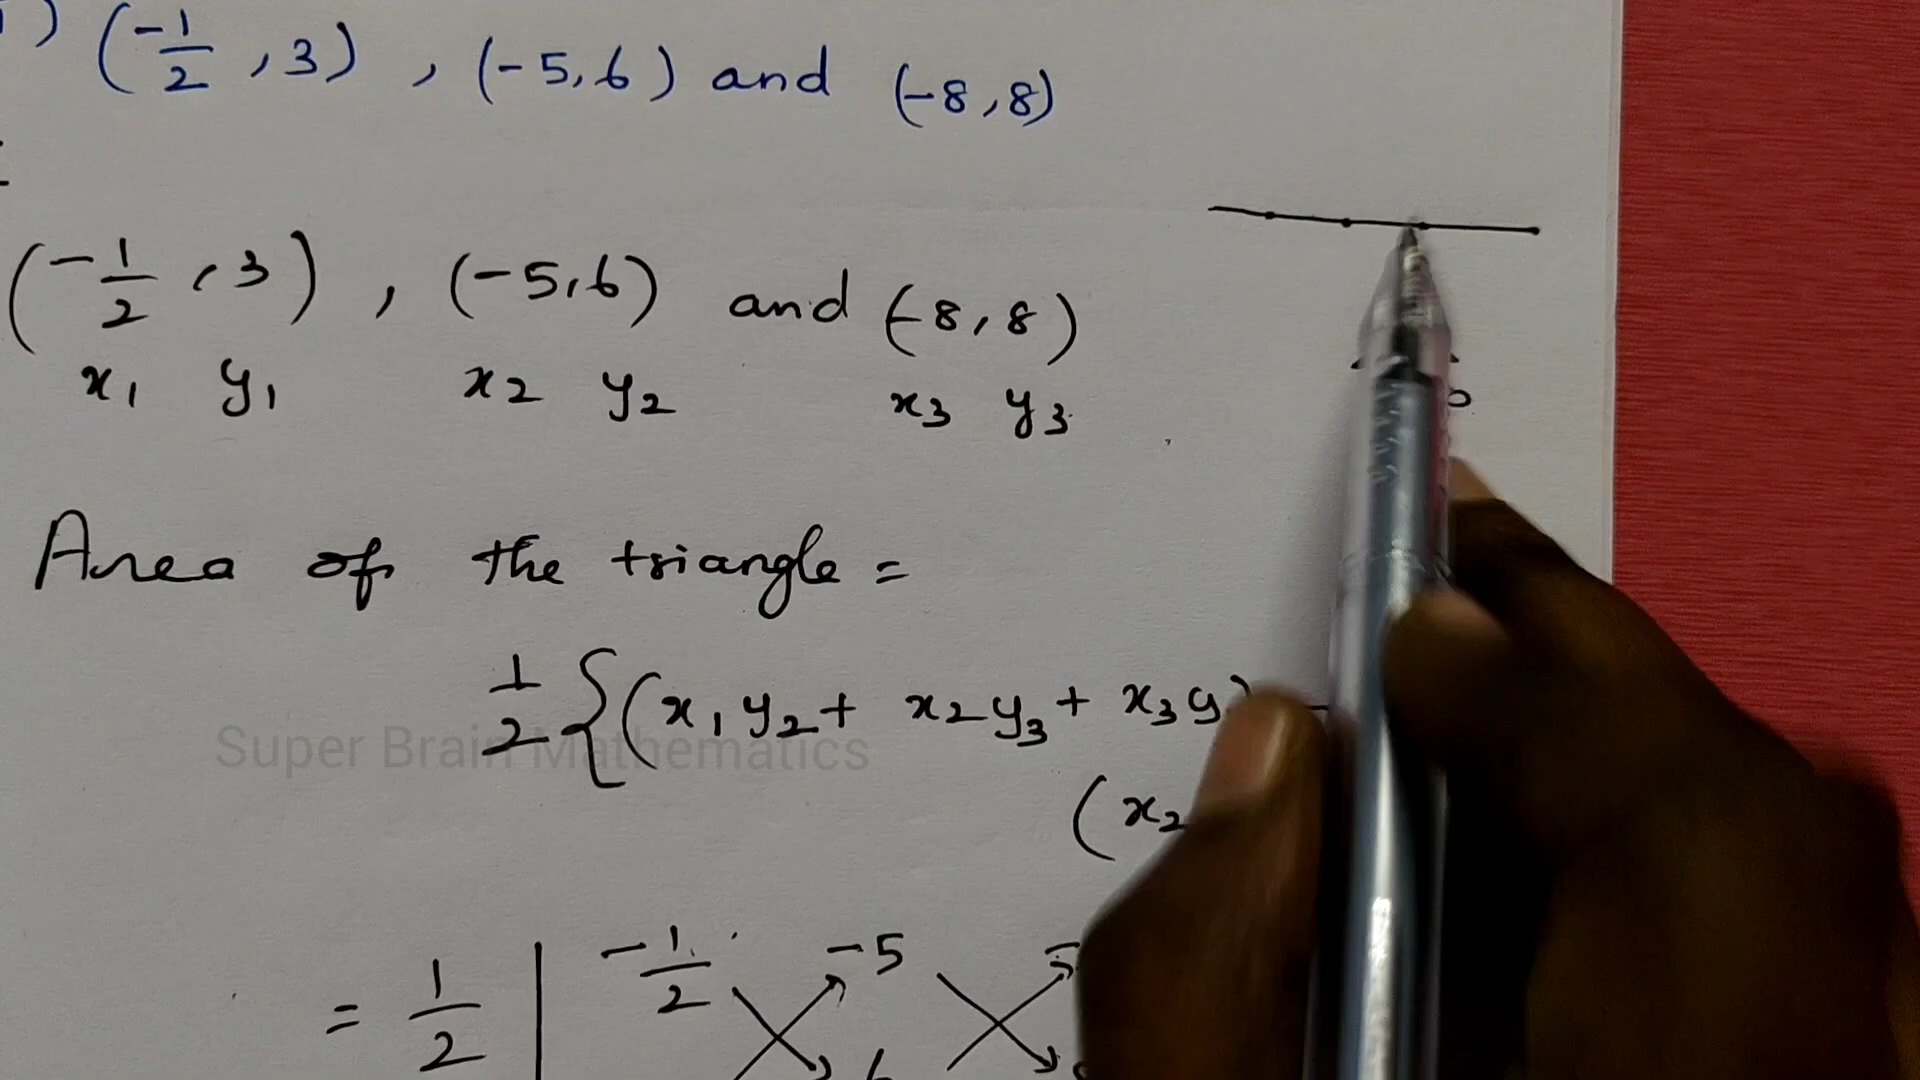 ) (-1/2, 3), (-5, 6) and (-8, 8)
(-1/2, 3), (-5, 6) and (-8, 8)
x1 y1 x2 y2 x3 y3
Area of the triangle =
1/2 {(x1y2 + x2y3 + x3y
(x2
Super Brain Mathematics
= 1/2 | -1/2 -5
6